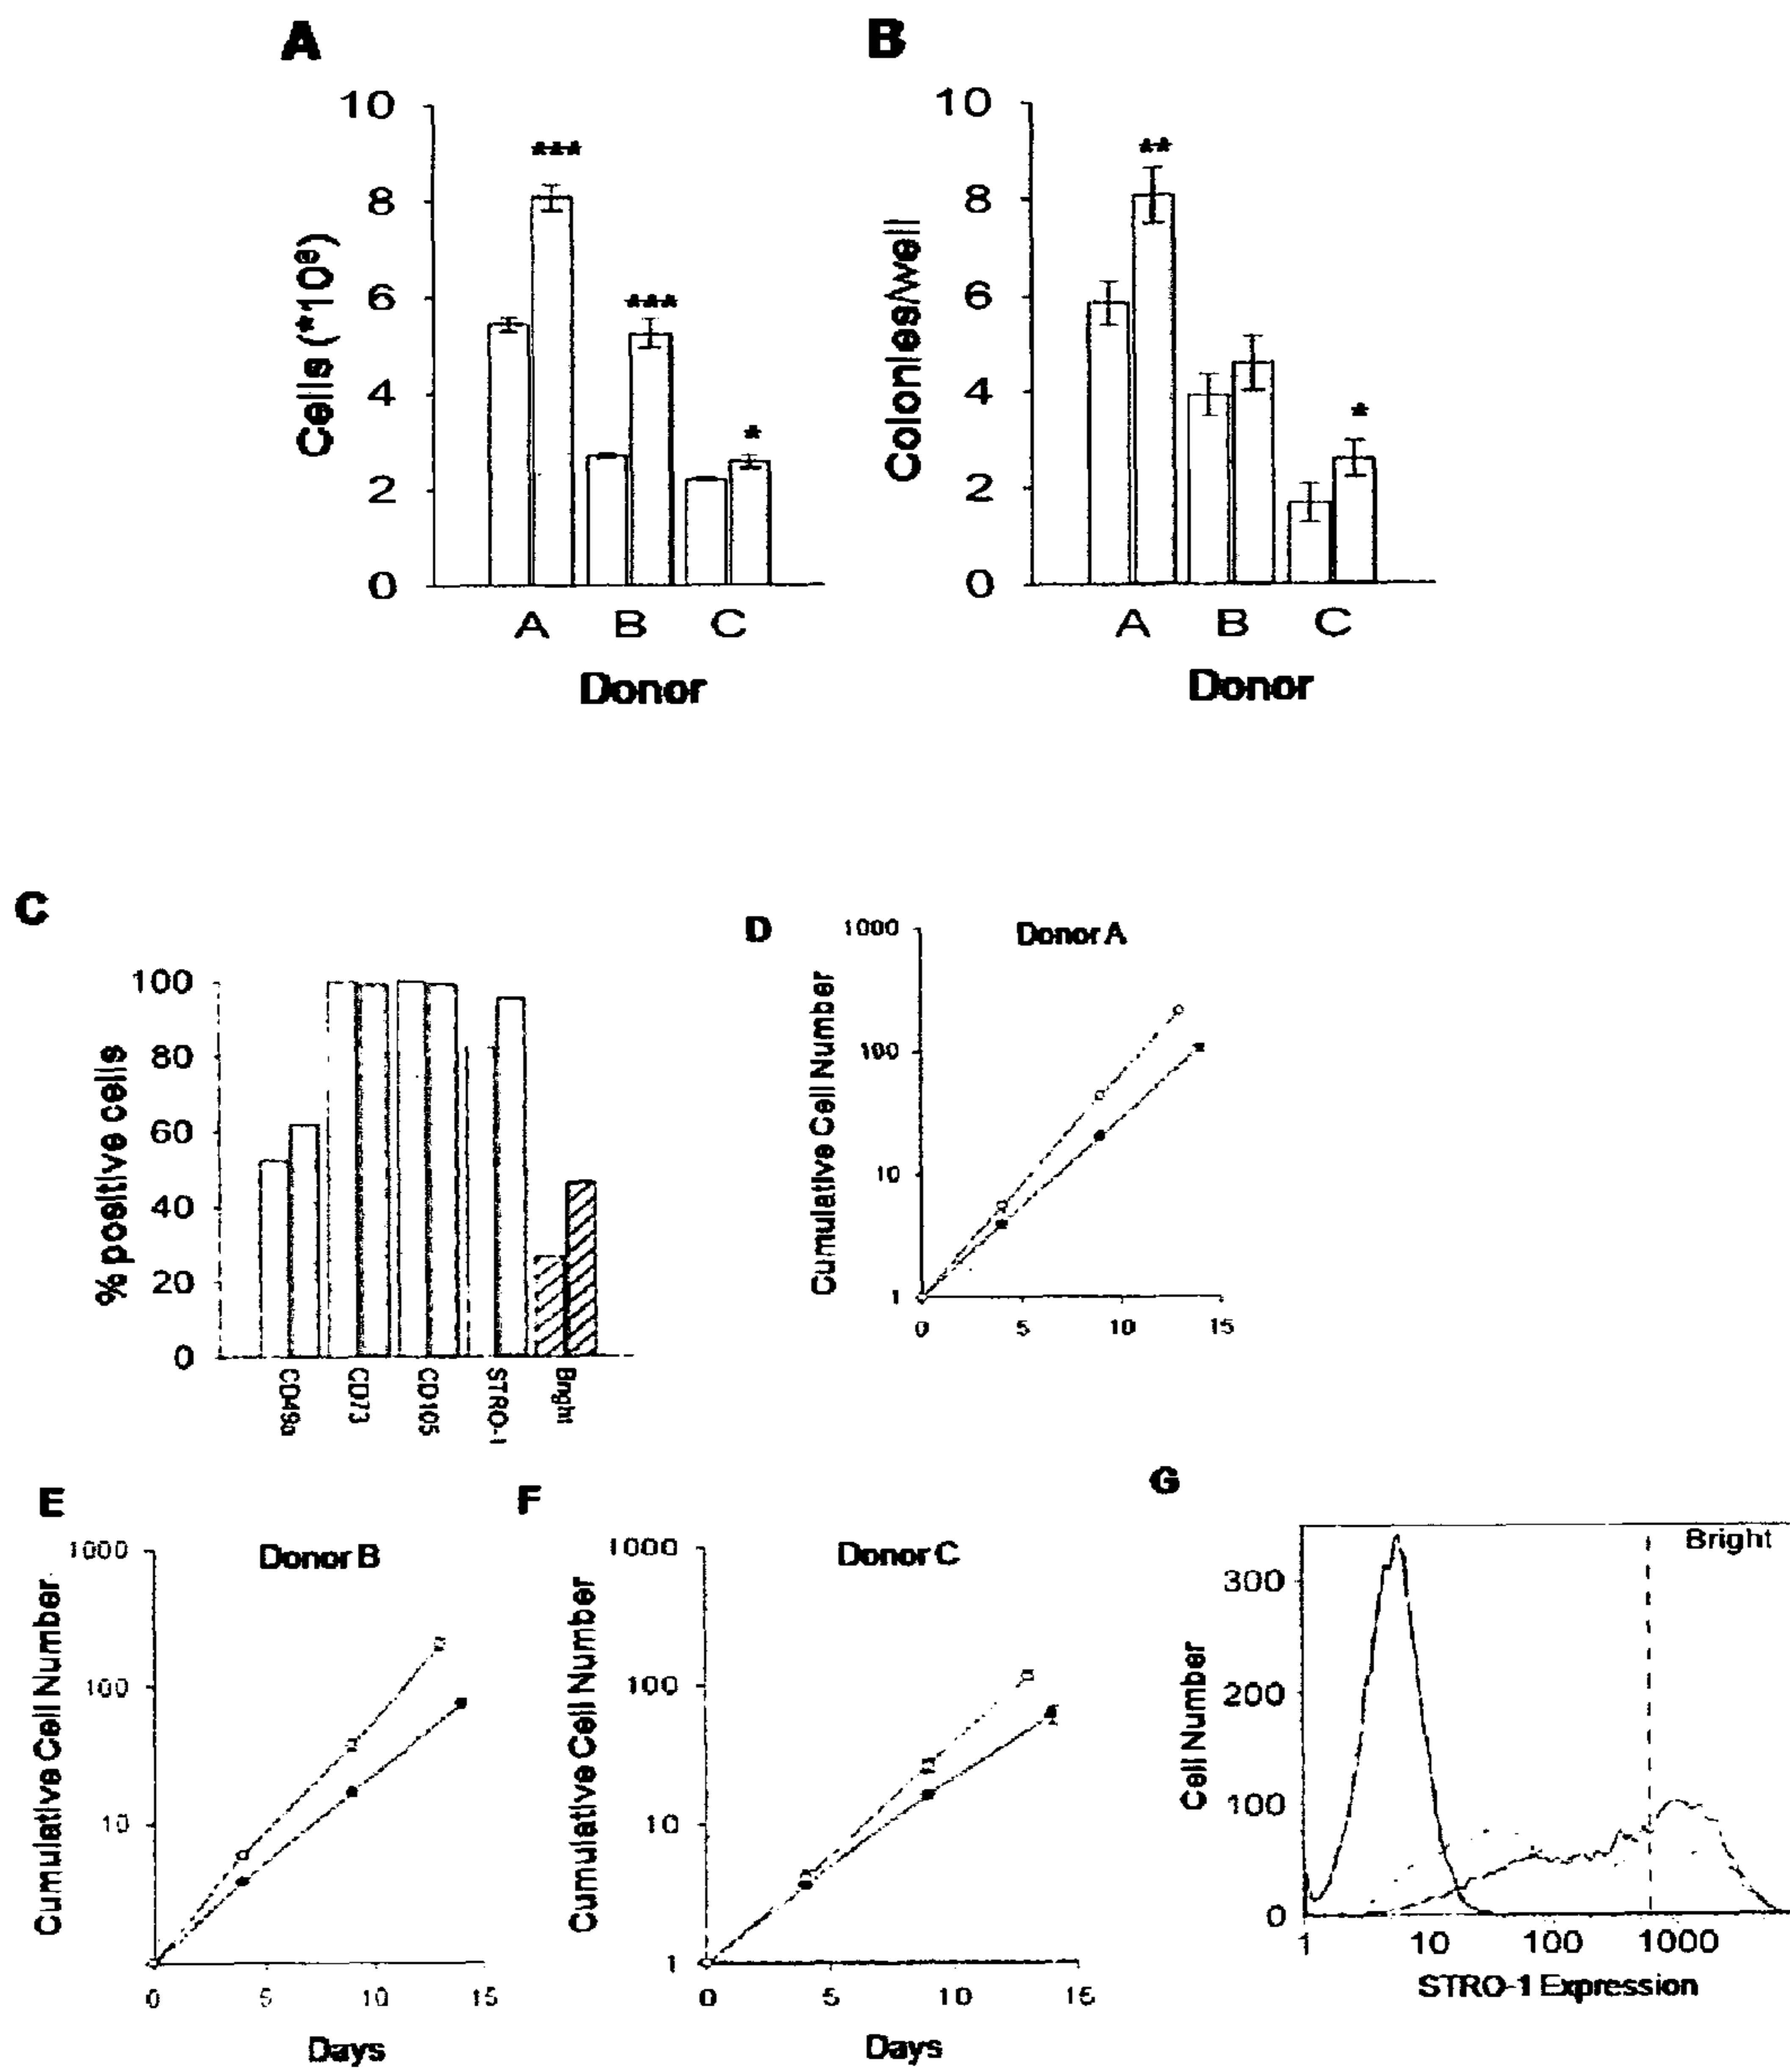 A
B
10
8
6
4
2
0
Cells (*10⁶)
***
***
*
A B C
Donor
10
8
6
4
2
0
Colonies/well
**
*
A B C
Donor
C
100
80
60
40
20
0
% positive cells
CD49a
CD73
CD105
STRO-1
Bright
D
Donor A
1000
100
10
1
Cumulative Cell Number
0 5 10 15
E
Donor B
1000
100
10
Cumulative Cell Number
0 5 10 15
Days
F
Donor C
1000
100
10
1
Cumulative Cell Number
0 5 10 15
Days
G
Bright
300
200
100
0
Cell Number
1 10 100 1000
STRO-1 Expression